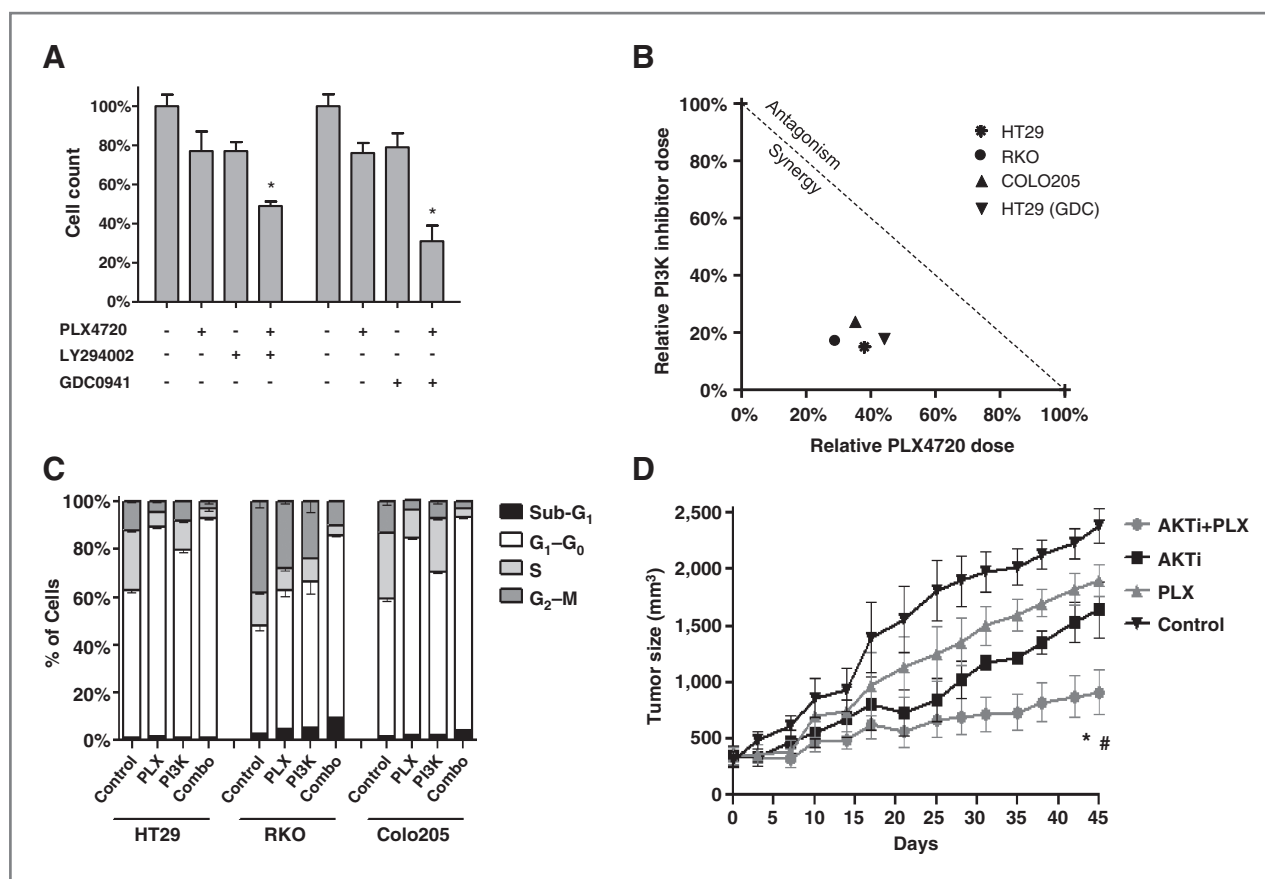 A
Cell count
100%
80%
60%
40%
20%
0%
*
*
PLX4720 - + - + - + - +
LY294002 - - + + - - - -
GDC0941 - - - - - - + +
B
Relative PI3K inhibitor dose
100%
80%
60%
40%
20%
0%
Antagonism
Synergy
HT29
RKO
COLO205
HT29 (GDC)
0% 20% 40% 60% 80% 100%
Relative PLX4720 dose
C
% of Cells
100%
80%
60%
40%
20%
0%
Sub-G1
G1–G0
S
G2–M
Control PLX PI3K Combo Control PLX PI3K Combo Control PLX PI3K Combo
HT29 RKO Colo205
D
Tumor size (mm3)
2,500
2,000
1,500
1,000
500
0
AKTi+PLX
AKTi
PLX
Control
* #
0 5 10 15 20 25 30 35 40 45
Days